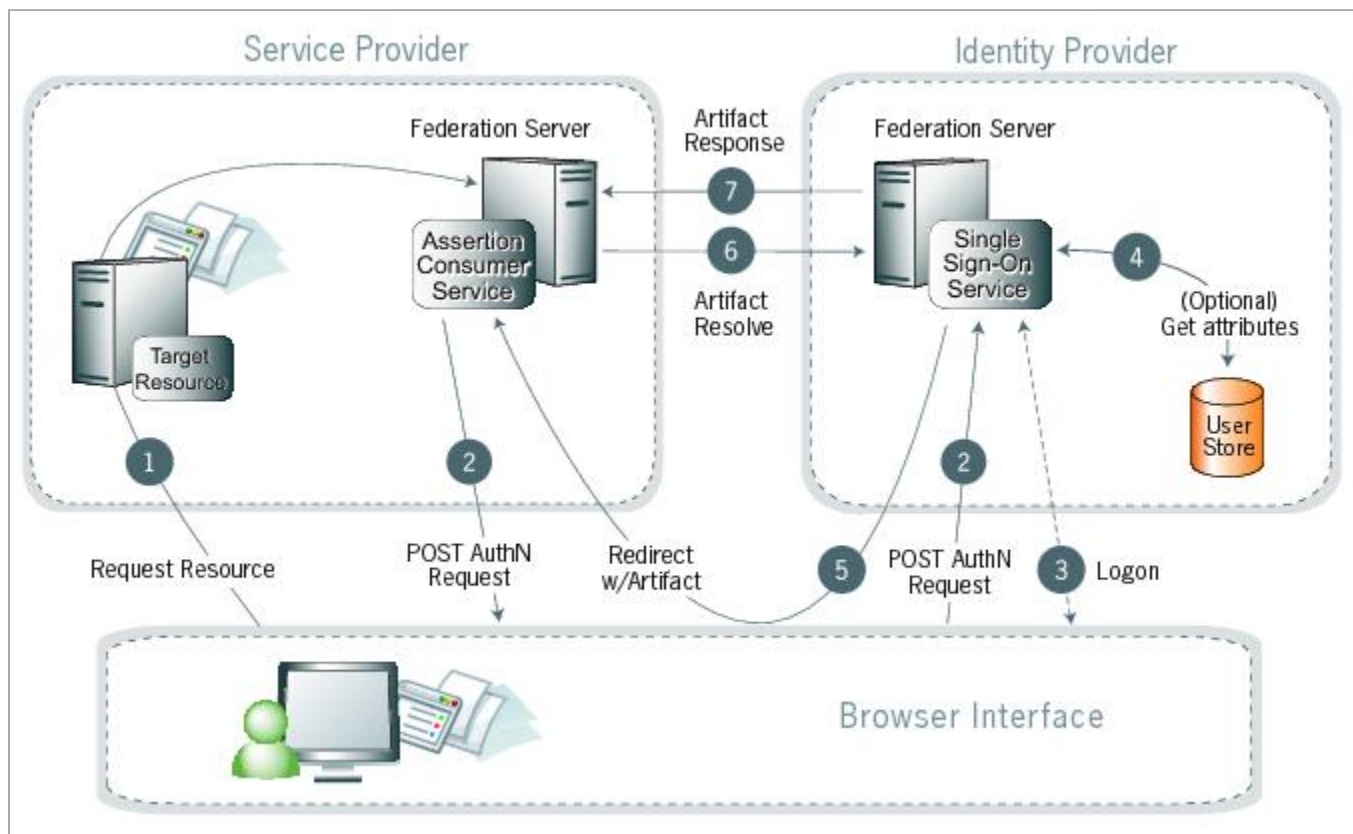 Service Provider
Identity Provider
Federation Server
Artifact
Response
Federation Server
7
Assertion
Consumer
Service
6
Single
Sign-On
Service
4
Artifact
Resolve
(Optional)
Get attributes
Target
Resource
User
Store
1
2
2
Request Resource
POST AuthN
Request
Redirect
w/Artifact
5
POST AuthN
Request
3
Logon
Browser Interface